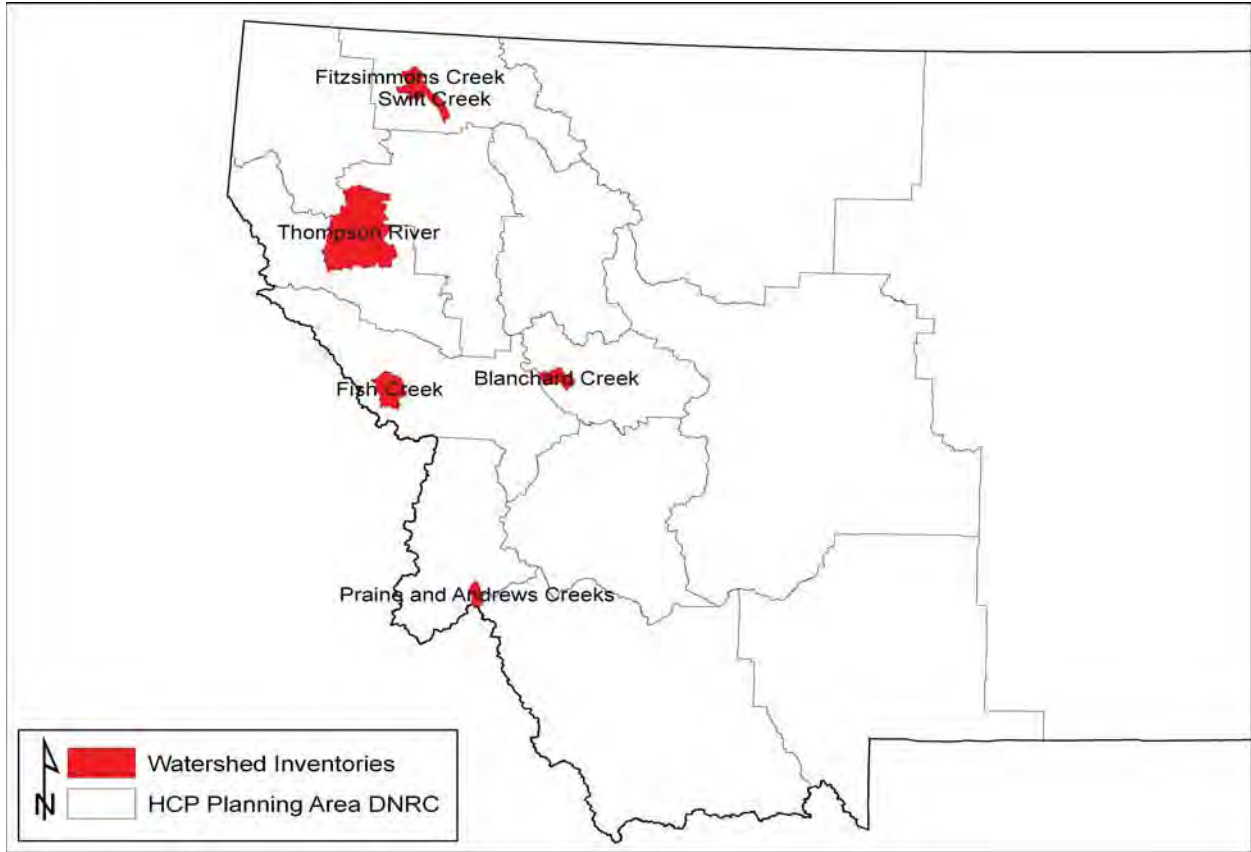 Fitzsimmons Creek
Swift Creek
Thompson River
Blanchard Creek
Fish Creek
Praine and Andrews Creeks
N
Watershed Inventories
HCP Planning Area DNRC